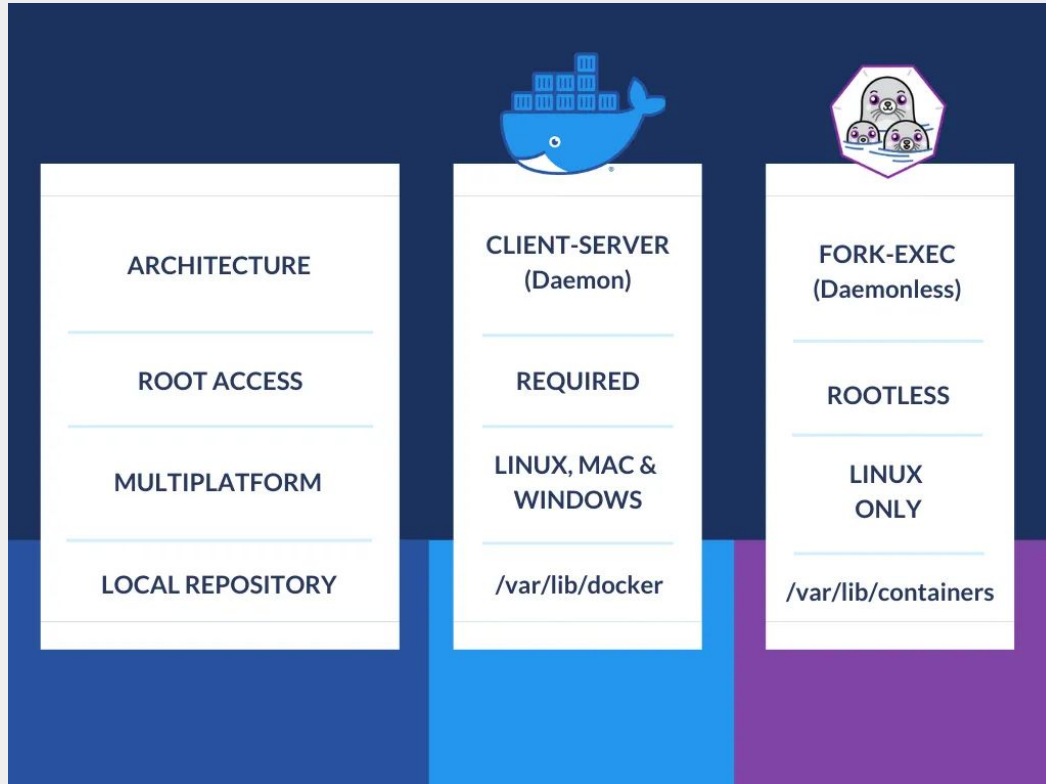 ARCHITECTURE
ROOT ACCESS
MULTIPLATFORM
LOCAL REPOSITORY
CLIENT-SERVER
(Daemon)
REQUIRED
LINUX, MAC &
WINDOWS
/var/lib/docker
FORK-EXEC
(Daemonless)
ROOTLESS
LINUX
ONLY
/var/lib/containers